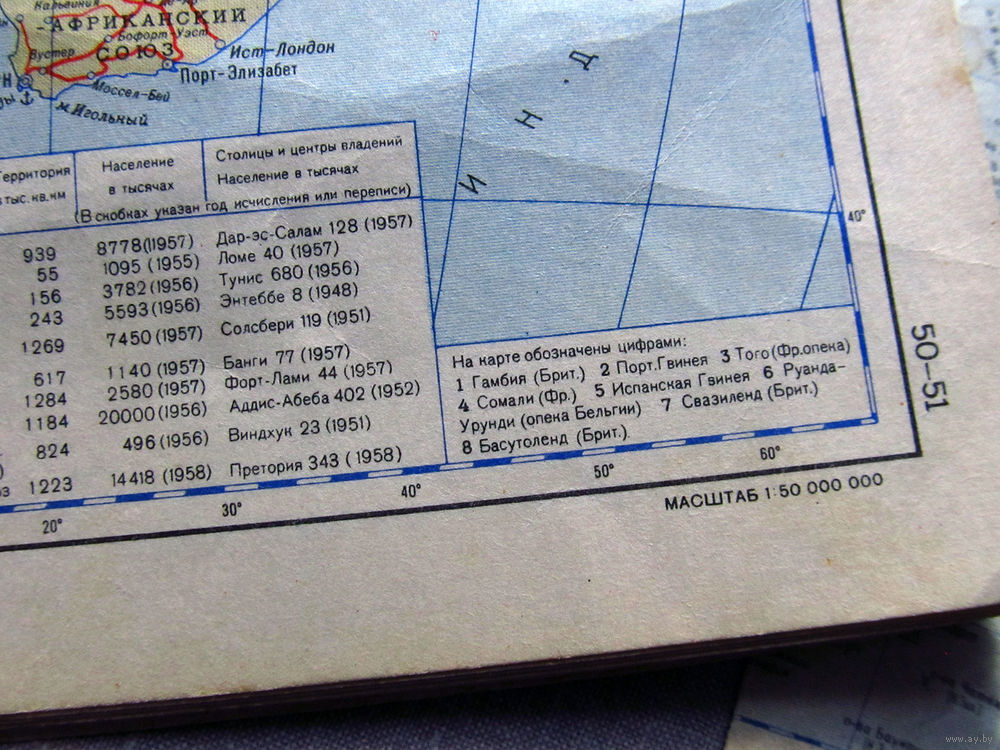 -АФРИКАНСКИЙ
Бофорт-Уэст
Вустер
СОЮЗ
Ист-Лондон
Порт-Элизабет
Моссел-Бей
м.Игольный
И Н Д.
Территория
в тыс. кв. км
Население
в тысячах
Столицы и центры владений
Население в тысячах
(В скобках указан год исчисления или переписи)
939 8778(1957) Дар-эс-Салам 128 (1957)
55 1095 (1955) Ломе 40 (1957)
156 3782(1956) Тунис 680 (1956)
243 5593(1956) Энтеббе 8 (1948)
1269 7450(1957) Солсбери 119 (1951)
617 1140 (1957) Банги 77 (1957)
1284 2580(1957) Форт-Лами 44 (1957)
1184 20000(1956) Аддис-Абеба 402 (1952)
824 496 (1956) Виндхук 23 (1951)
1223 14418 (1958) Претория 343 (1958)
На карте обозначены цифрами:
1 Гамбия (Брит.) 2 Порт.Гвинея 3 Того(Фр.опека)
4 Сомали (Фр.) 5 Испанская Гвинея 6 Руанда-
Урунди (опека Бельгии) 7 Свазиленд (Брит.)
8 Басутоленд (Брит.)
40°
20° 30° 40° 50° 60°
МАСШТАБ 1:50 000 000
50-51
www.ay.by